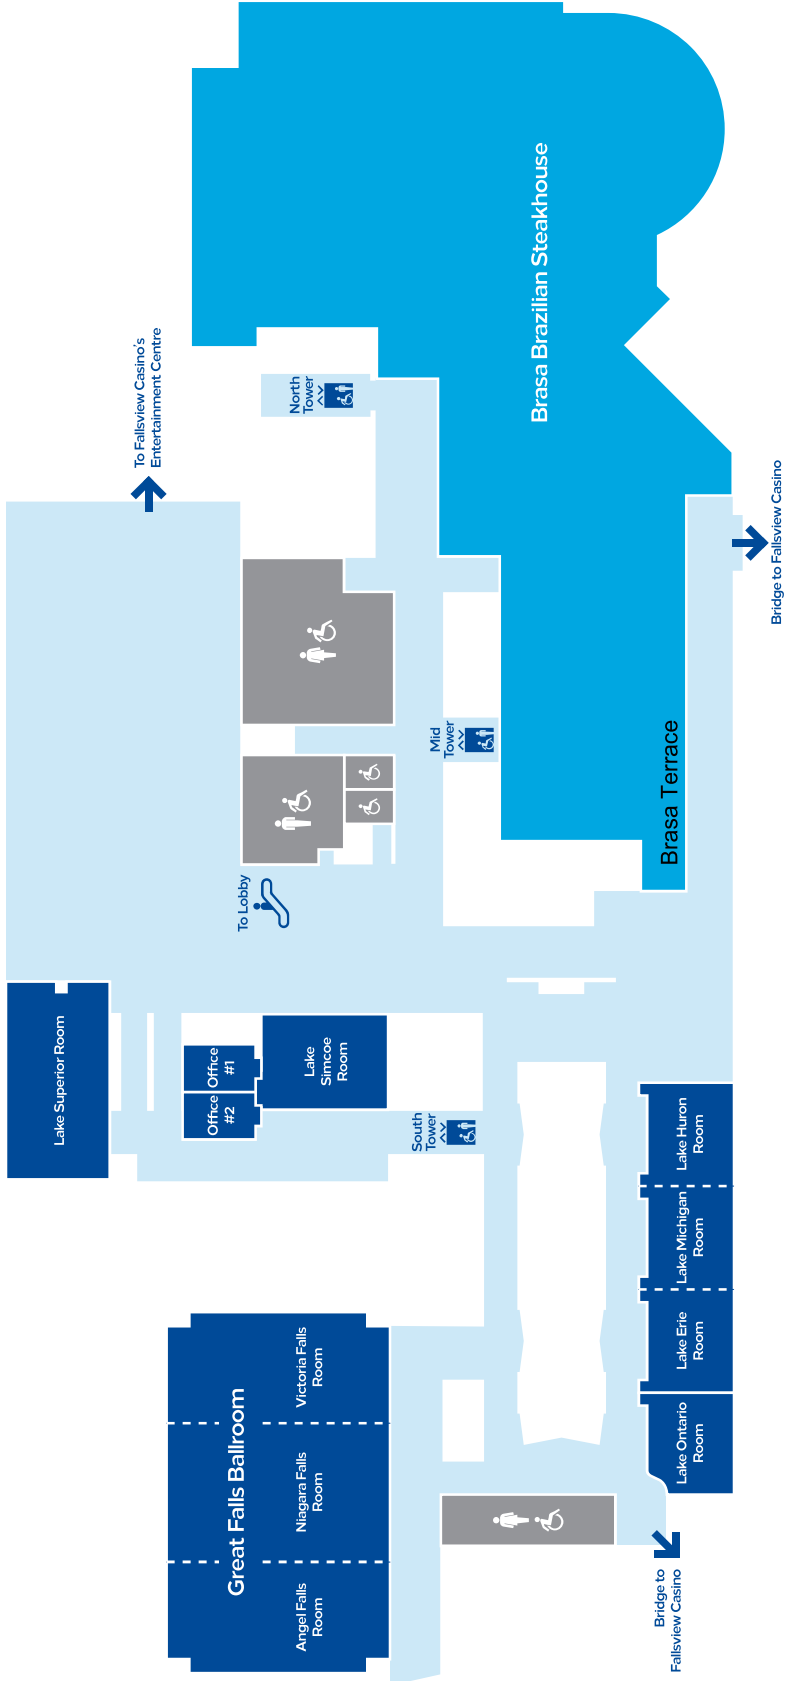 Brasa Brazilian Steakhouse
To Fallsview Casino's
Entertainment Centre
North
Tower
Bridge to Fallsview Casino
Mid
Tower
Brasa Terrace
To Lobby
Lake Superior Room
Office
#1
Office
#2
Lake
Simcoe
Room
South
Tower
Lake Huron
Room
Lake Michigan
Room
Lake Erie
Room
Lake Ontario
Room
Great Falls Ballroom
Victoria Falls
Room
Niagara Falls
Room
Angel Falls
Room
Bridge to
Fallsview Casino